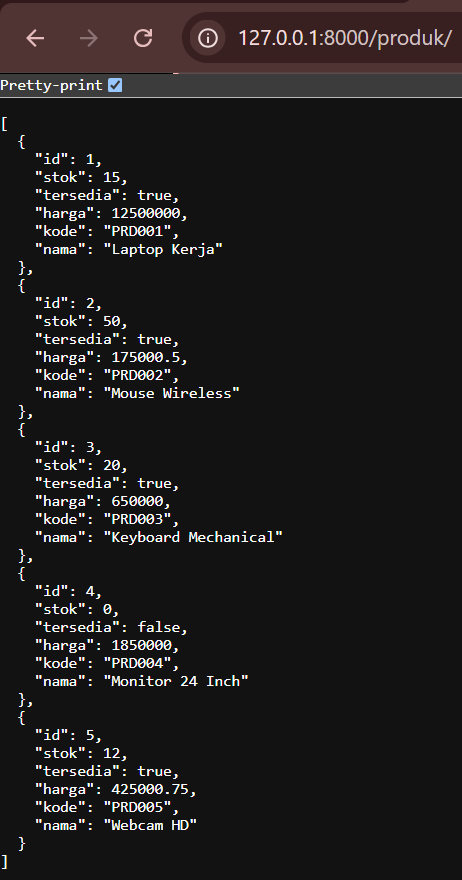 127.0.0.1:8000/produk/
Pretty-print
[
  {
    "id": 1,
    "stok": 15,
    "tersedia": true,
    "harga": 12500000,
    "kode": "PRD001",
    "nama": "Laptop Kerja"
  },
  {
    "id": 2,
    "stok": 50,
    "tersedia": true,
    "harga": 175000.5,
    "kode": "PRD002",
    "nama": "Mouse Wireless"
  },
  {
    "id": 3,
    "stok": 20,
    "tersedia": true,
    "harga": 650000,
    "kode": "PRD003",
    "nama": "Keyboard Mechanical"
  },
  {
    "id": 4,
    "stok": 0,
    "tersedia": false,
    "harga": 1850000,
    "kode": "PRD004",
    "nama": "Monitor 24 Inch"
  },
  {
    "id": 5,
    "stok": 12,
    "tersedia": true,
    "harga": 425000.75,
    "kode": "PRD005",
    "nama": "Webcam HD"
  }
]